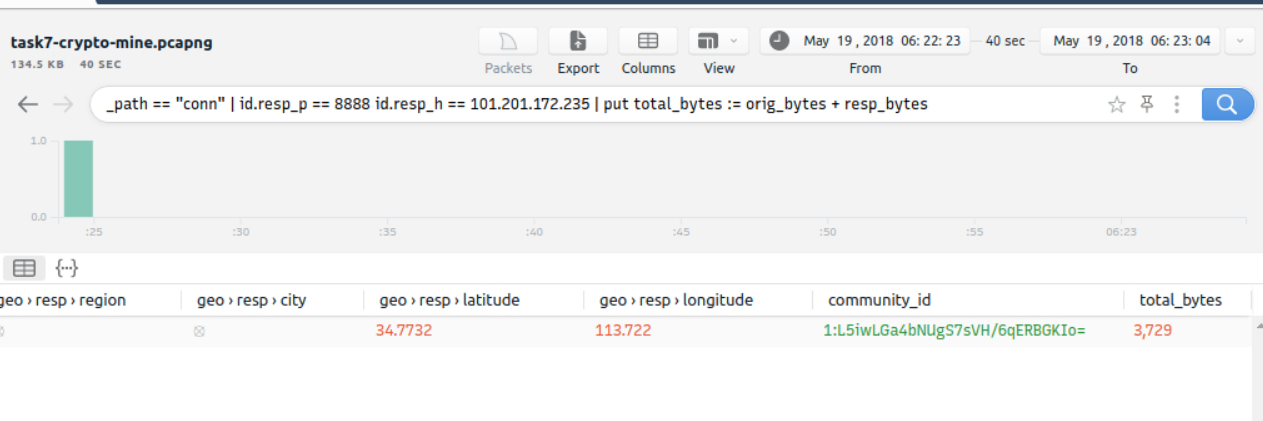 task7-crypto-mine.pcapng
134.5 KB 40 SEC
Packets Export Columns View
May 19 , 2018 06: 22: 23 40 sec May 19 , 2018 06: 23: 04
From To
_path == "conn" | id.resp_p == 8888 id.resp_h == 101.201.172.235 | put total_bytes := orig_bytes + resp_bytes
1.0
0.0
:25 :30 :35 :40 :45 :50 :55 06:23
geo › resp › region geo › resp › city geo › resp › latitude geo › resp › longitude community_id total_bytes
34.7732 113.722 1:L5iwLGa4bNUgS7sVH/6qERBGKIo= 3,729